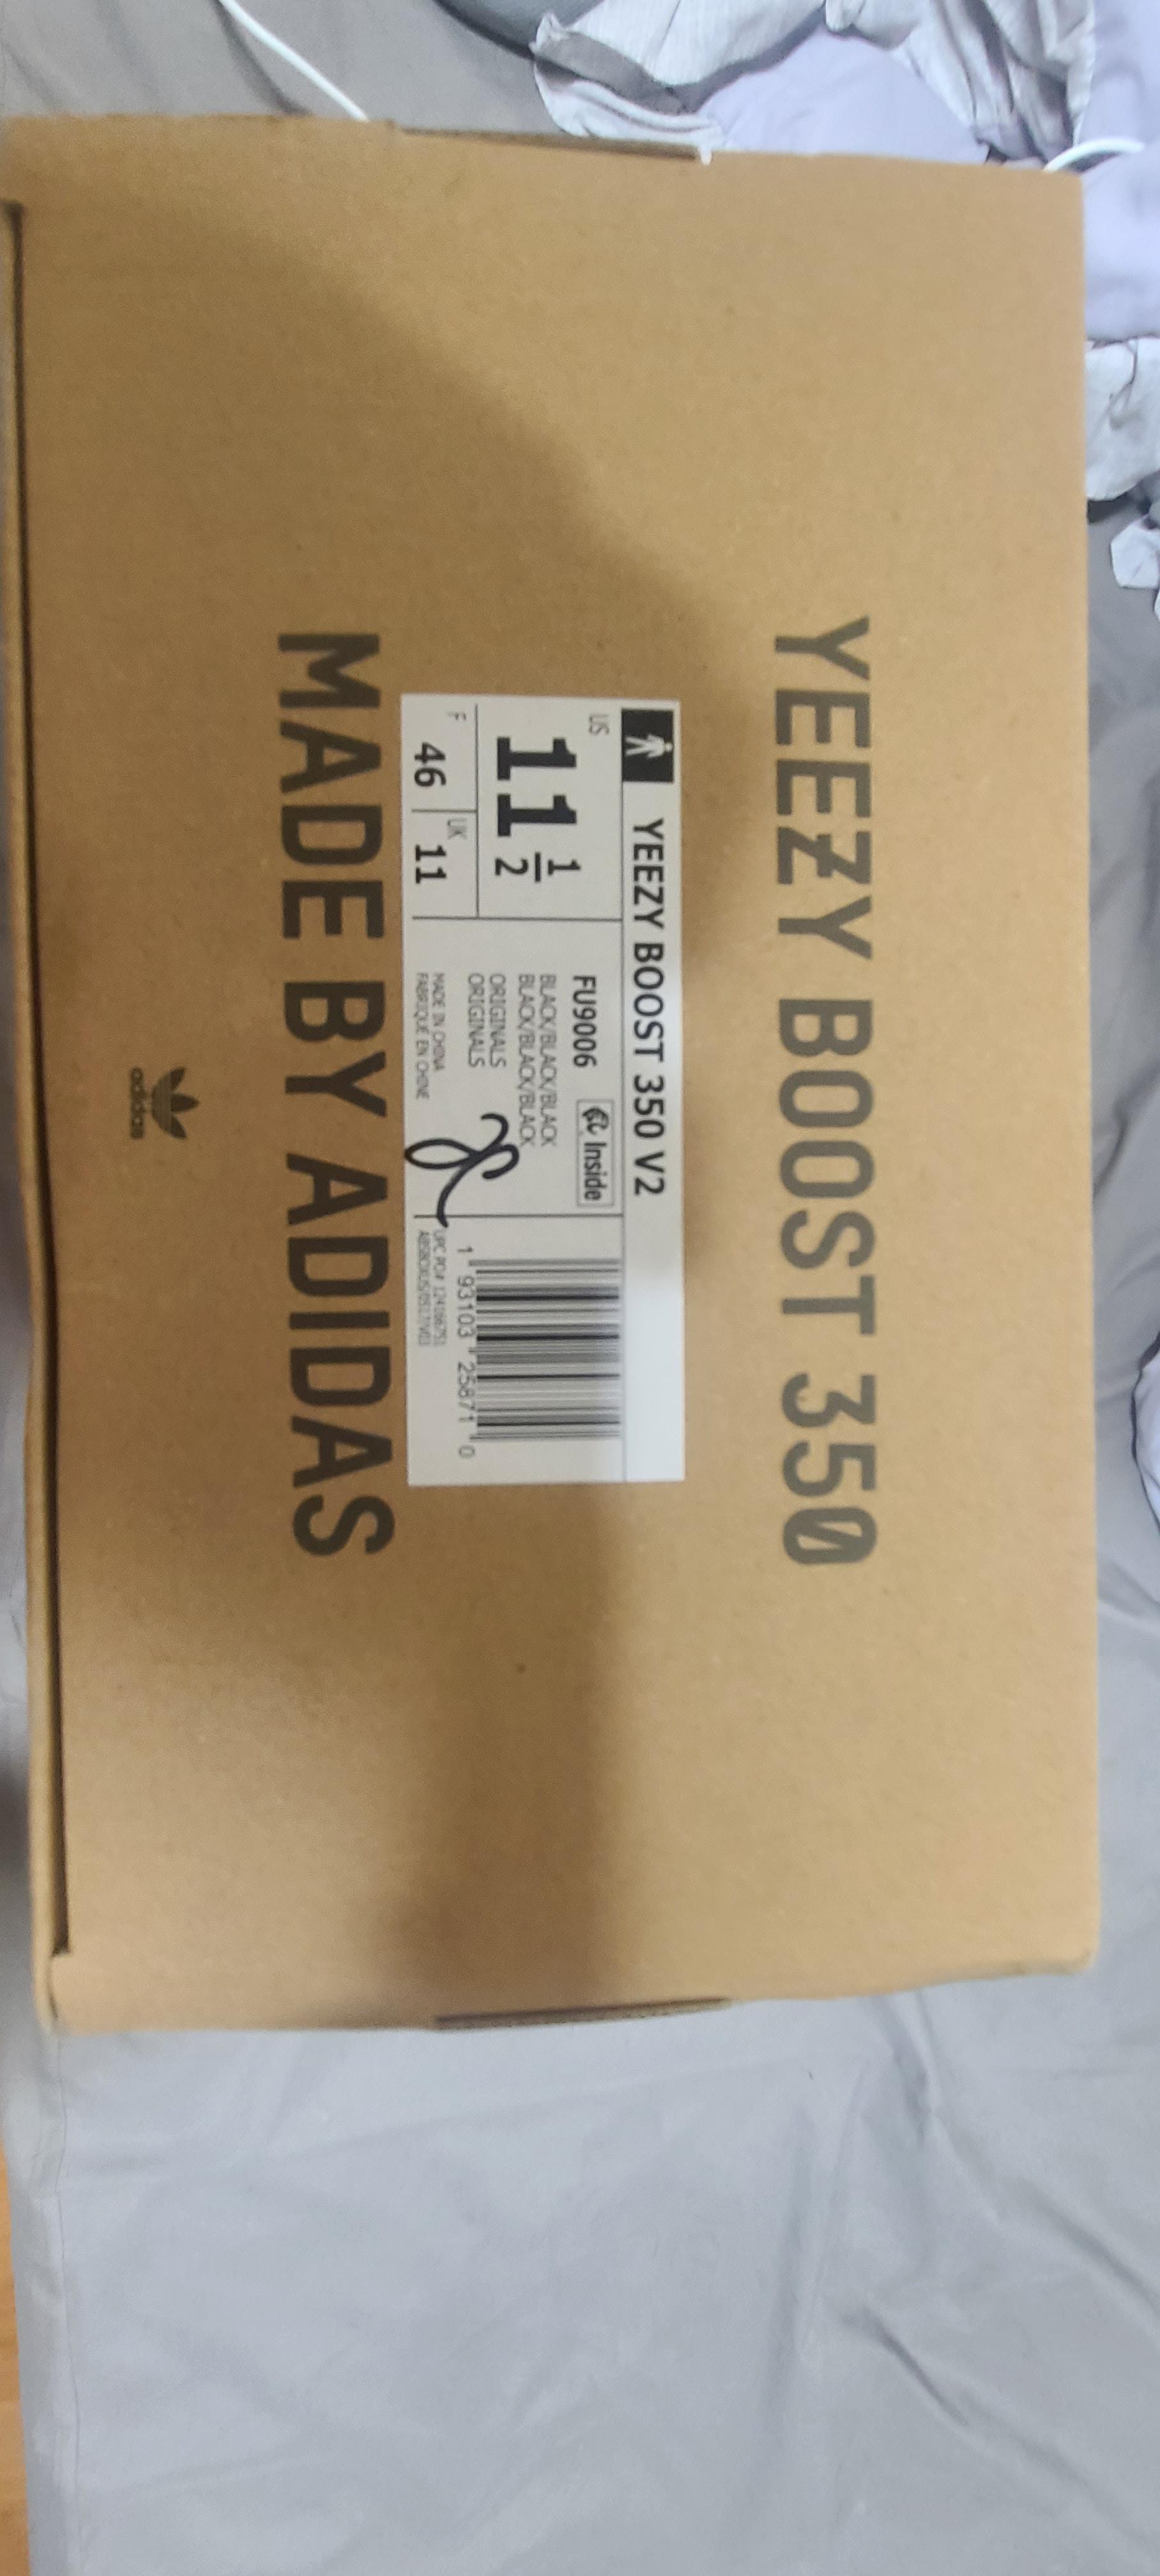 YEEZY BOOST 350
YEEZY BOOST 350 V2
US
11 1/2
F
46
UK
11
FU9006
Inside
BLACK/BLACK/BLACK
BLACK/BLACK/BLACK
ORIGINALS
ORIGINALS
MADE IN CHINA
FABRIQUÉ EN CHINE
1 93103 25871 0
MADE BY ADIDAS
adidas